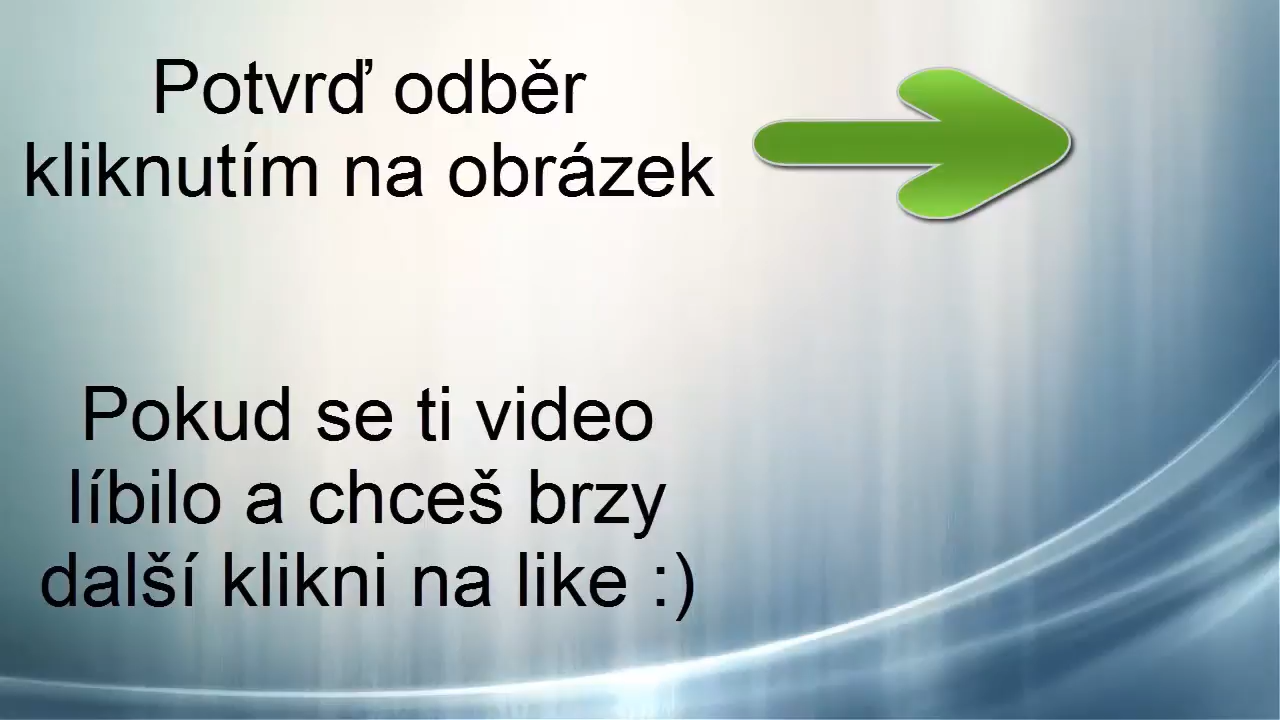 Potvrď odběr
kliknutím na obrázek
Pokud se ti video
líbilo a chceš brzy
další klikni na like :)